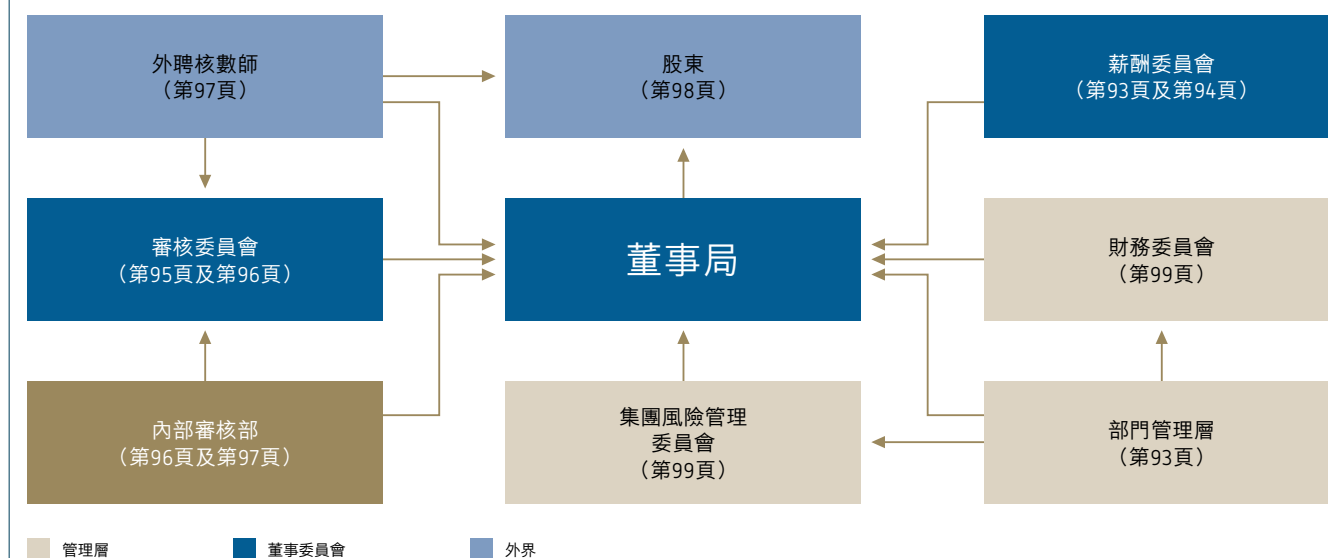 外聘核數師
（第97頁）
股東
（第98頁）
薪酬委員會
（第93頁及第94頁）
審核委員會
（第95頁及第96頁）
董事局
財務委員會
（第99頁）
內部審核部
（第96頁及第97頁）
集團風險管理
委員會
（第99頁）
部門管理層
（第93頁）
管理層
董事委員會
外界